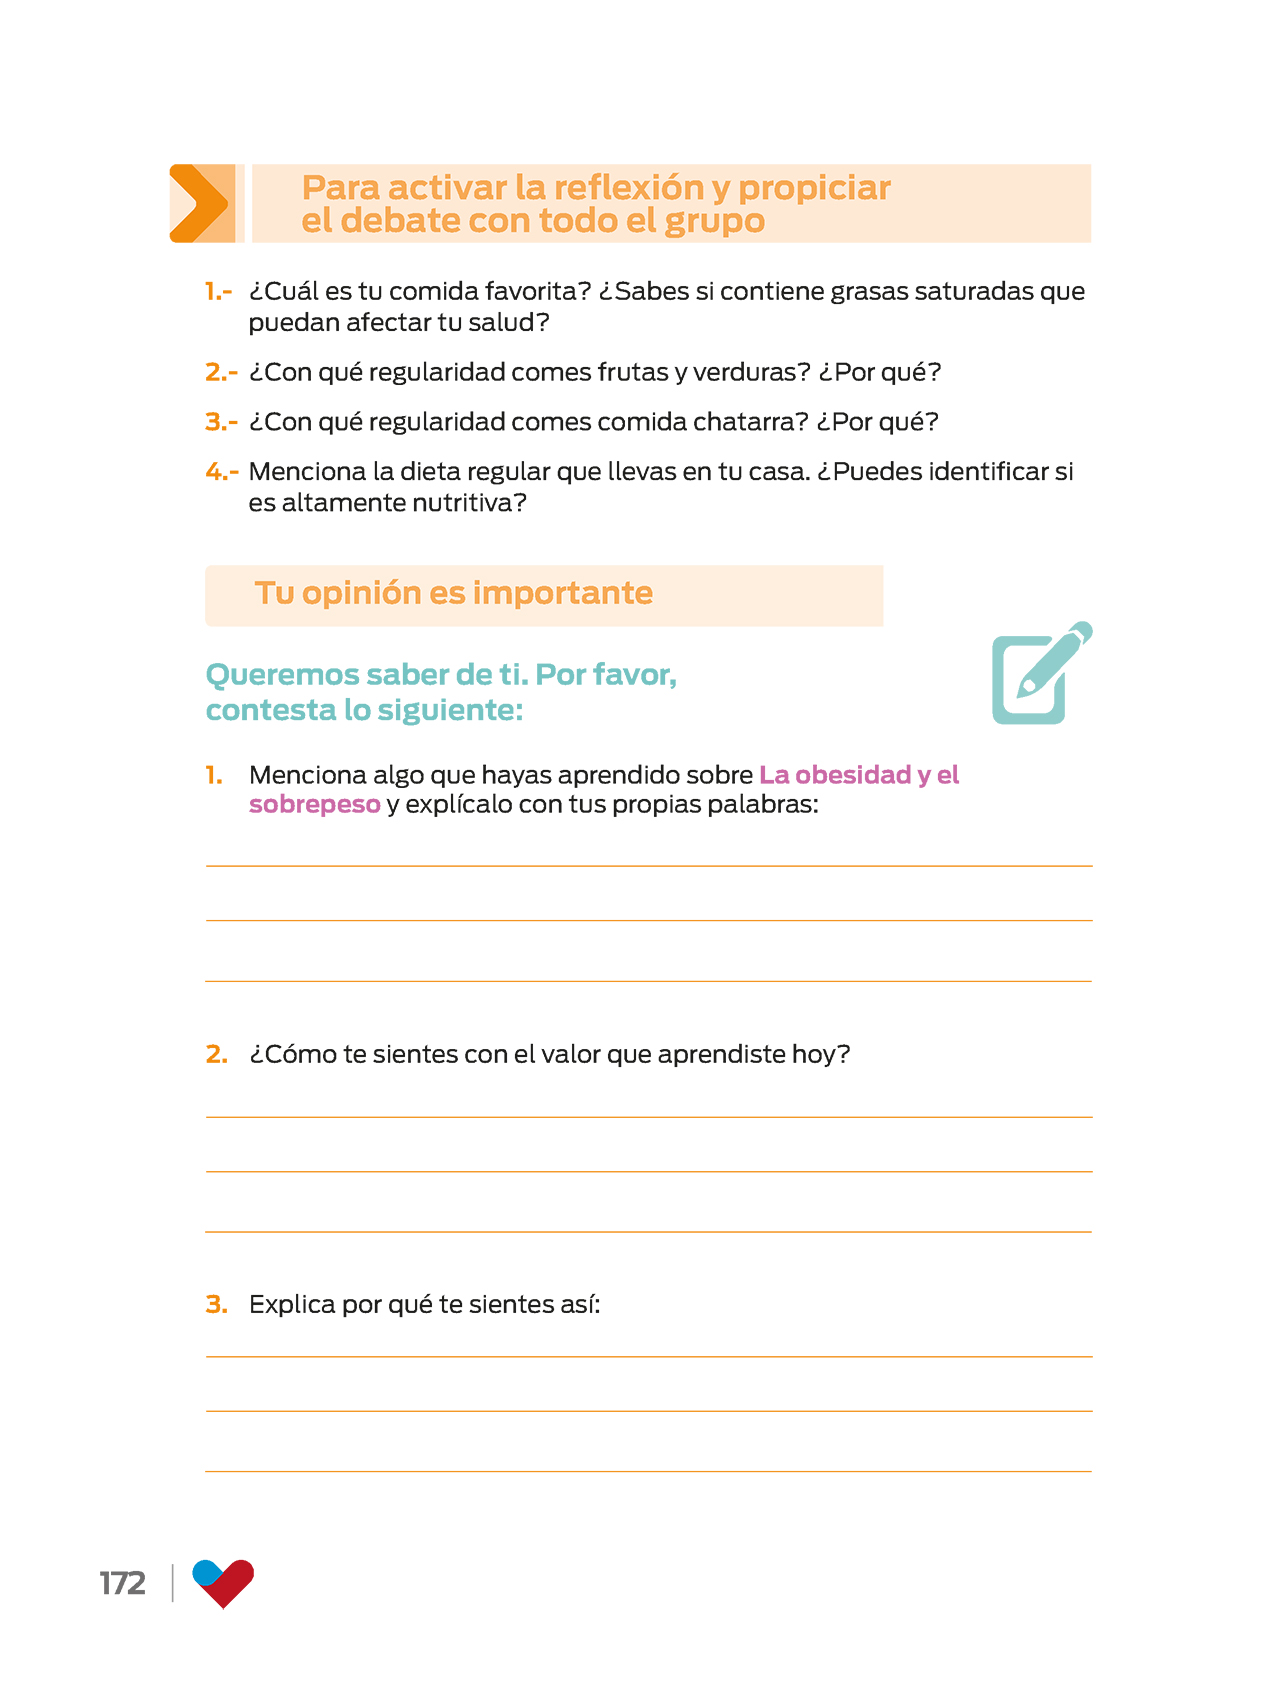 Para activar la reflexión y propiciar
el debate con todo el grupo
1.- ¿Cuál es tu comida favorita? ¿Sabes si contiene grasas saturadas que
puedan afectar tu salud?
2.- ¿Con qué regularidad comes frutas y verduras? ¿Por qué?
3.- ¿Con qué regularidad comes comida chatarra? ¿Por qué?
4.- Menciona la dieta regular que llevas en tu casa. ¿Puedes identificar si
es altamente nutritiva?
Tu opinión es importante
Queremos saber de ti. Por favor,
contesta lo siguiente:
1. Menciona algo que hayas aprendido sobre La obesidad y el
sobrepeso y explícalo con tus propias palabras:
2. ¿Cómo te sientes con el valor que aprendiste hoy?
3. Explica por qué te sientes así:
172